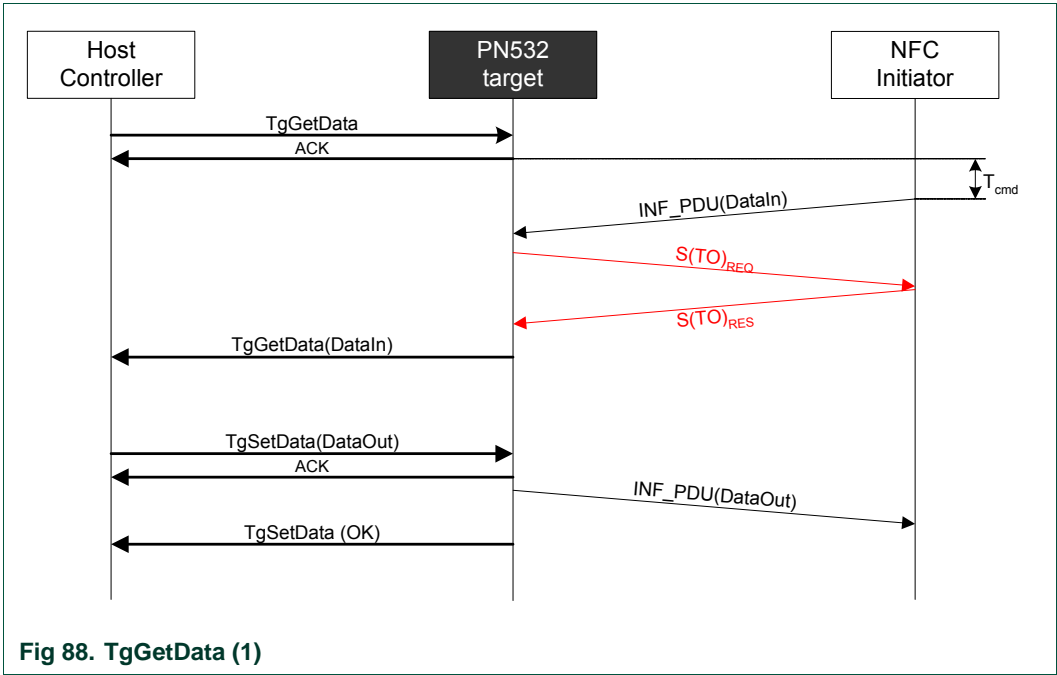 Host
Controller
PN532
target
NFC
Initiator
TgGetData
ACK
Tcmd
INF_PDU(DataIn)
S(TO)REQ
S(TO)RES
TgGetData(DataIn)
TgSetData(DataOut)
ACK
INF_PDU(DataOut)
TgSetData (OK)
Fig 88. TgGetData (1)